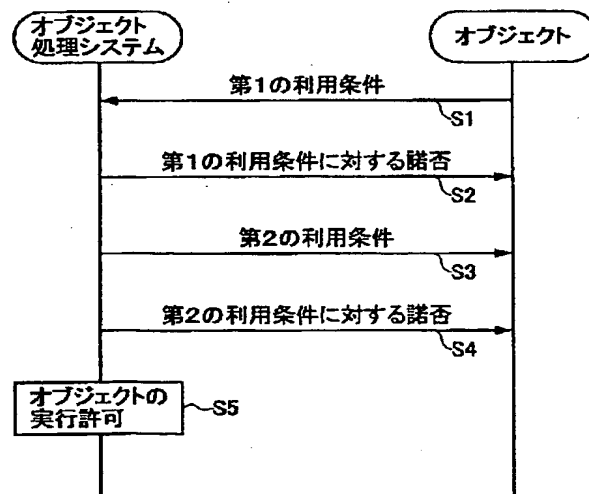 オブジェクト
処理システム
オブジェクト
第1の利用条件
S1
第1の利用条件に対する諾否
S2
第2の利用条件
S3
第2の利用条件に対する諾否
S4
オブジェクトの
実行許可
S5